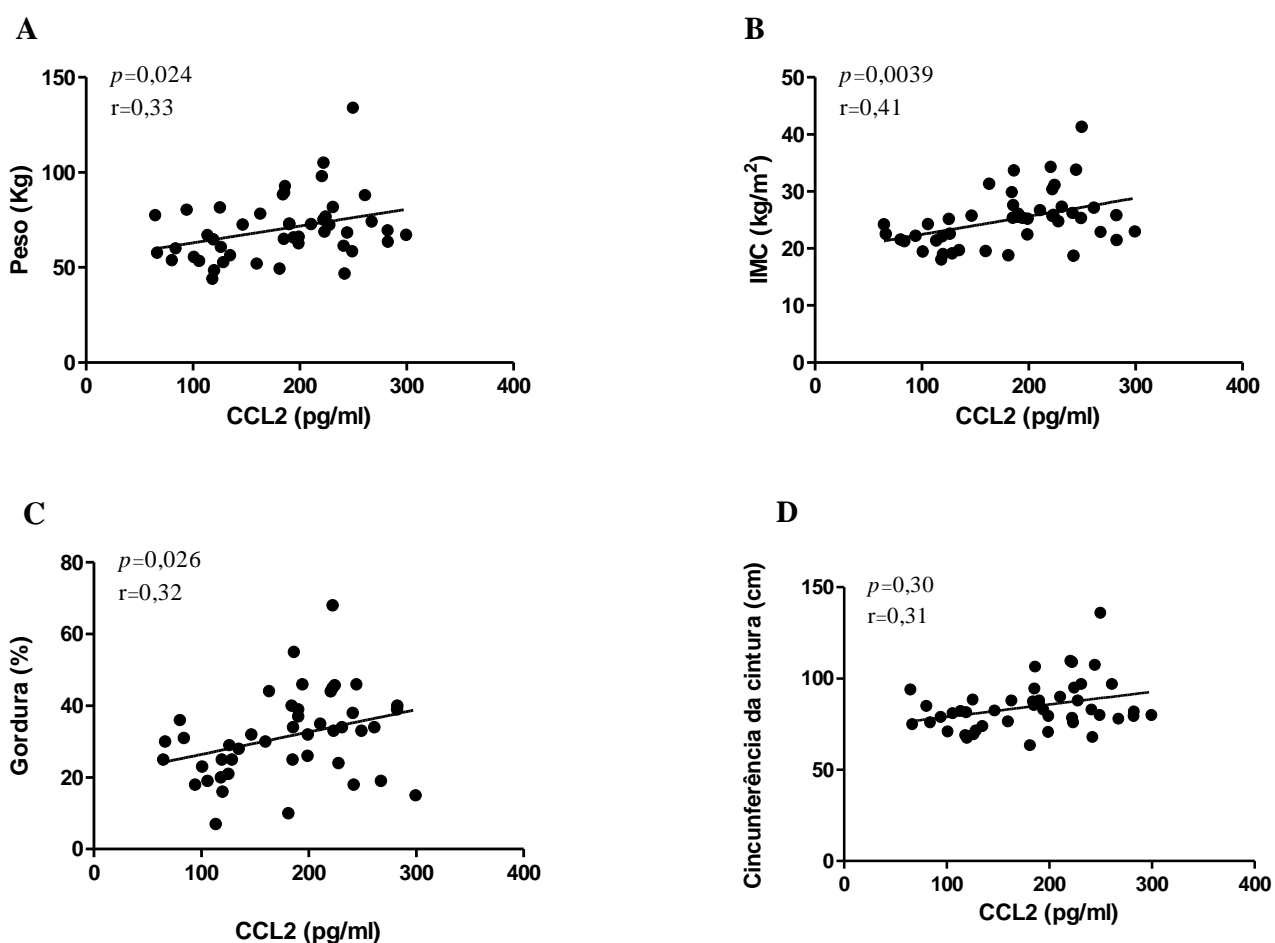 A
p=0,024
r=0,33
150
100
50
0
Peso (Kg)
0 100 200 300 400
CCL2 (pg/ml)
B
p=0,0039
r=0,41
50
40
30
20
10
0
IMC (kg/m²)
0 100 200 300 400
CCL2 (pg/ml)
C
p=0,026
r=0,32
80
60
40
20
0
Gordura (%)
0 100 200 300 400
CCL2 (pg/ml)
D
p=0,30
r=0,31
150
100
50
0
Cincunferência da cintura (cm)
0 100 200 300 400
CCL2 (pg/ml)